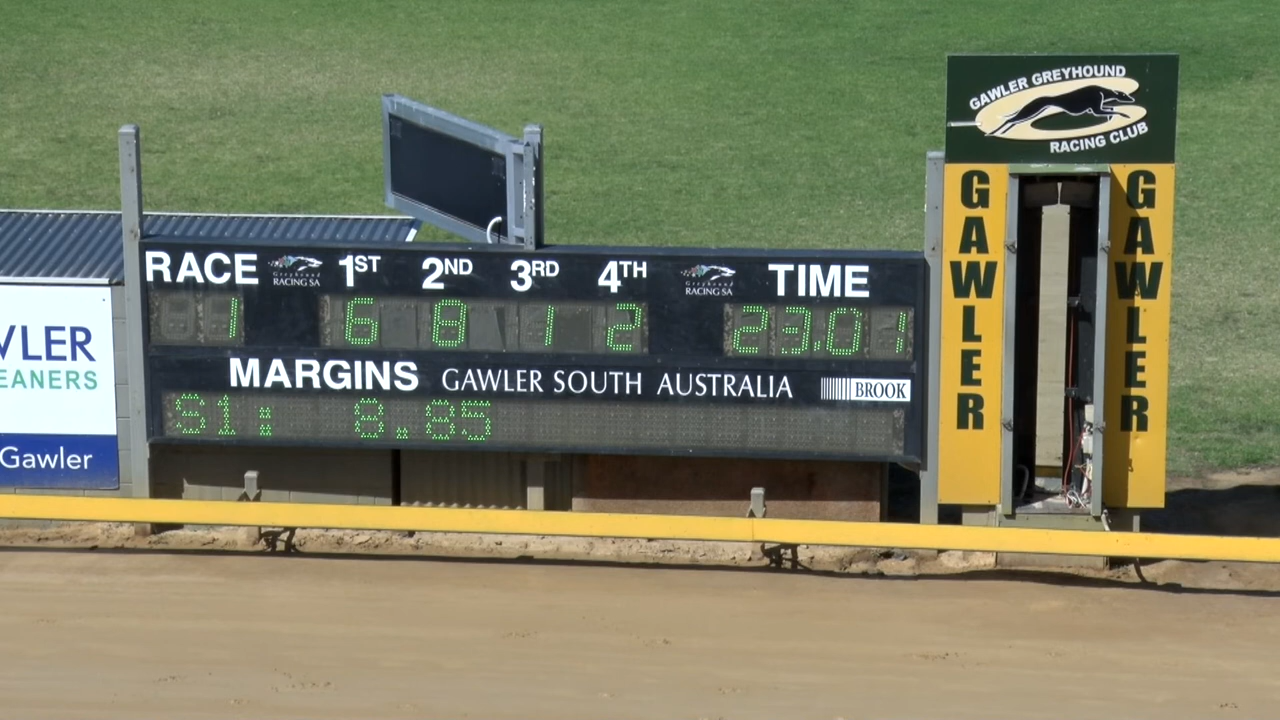 GAWLER GREYHOUND
RACING CLUB
GAWLER
GAWLER
RACE 1ST 2ND 3RD 4TH TIME
Greyhound
RACING SA
Greyhound
RACING SA
1 6 8 1 2 23.01
MARGINS GAWLER SOUTH AUSTRALIA BROOK
S1: 8.85
WLER
EANERS
Gawler